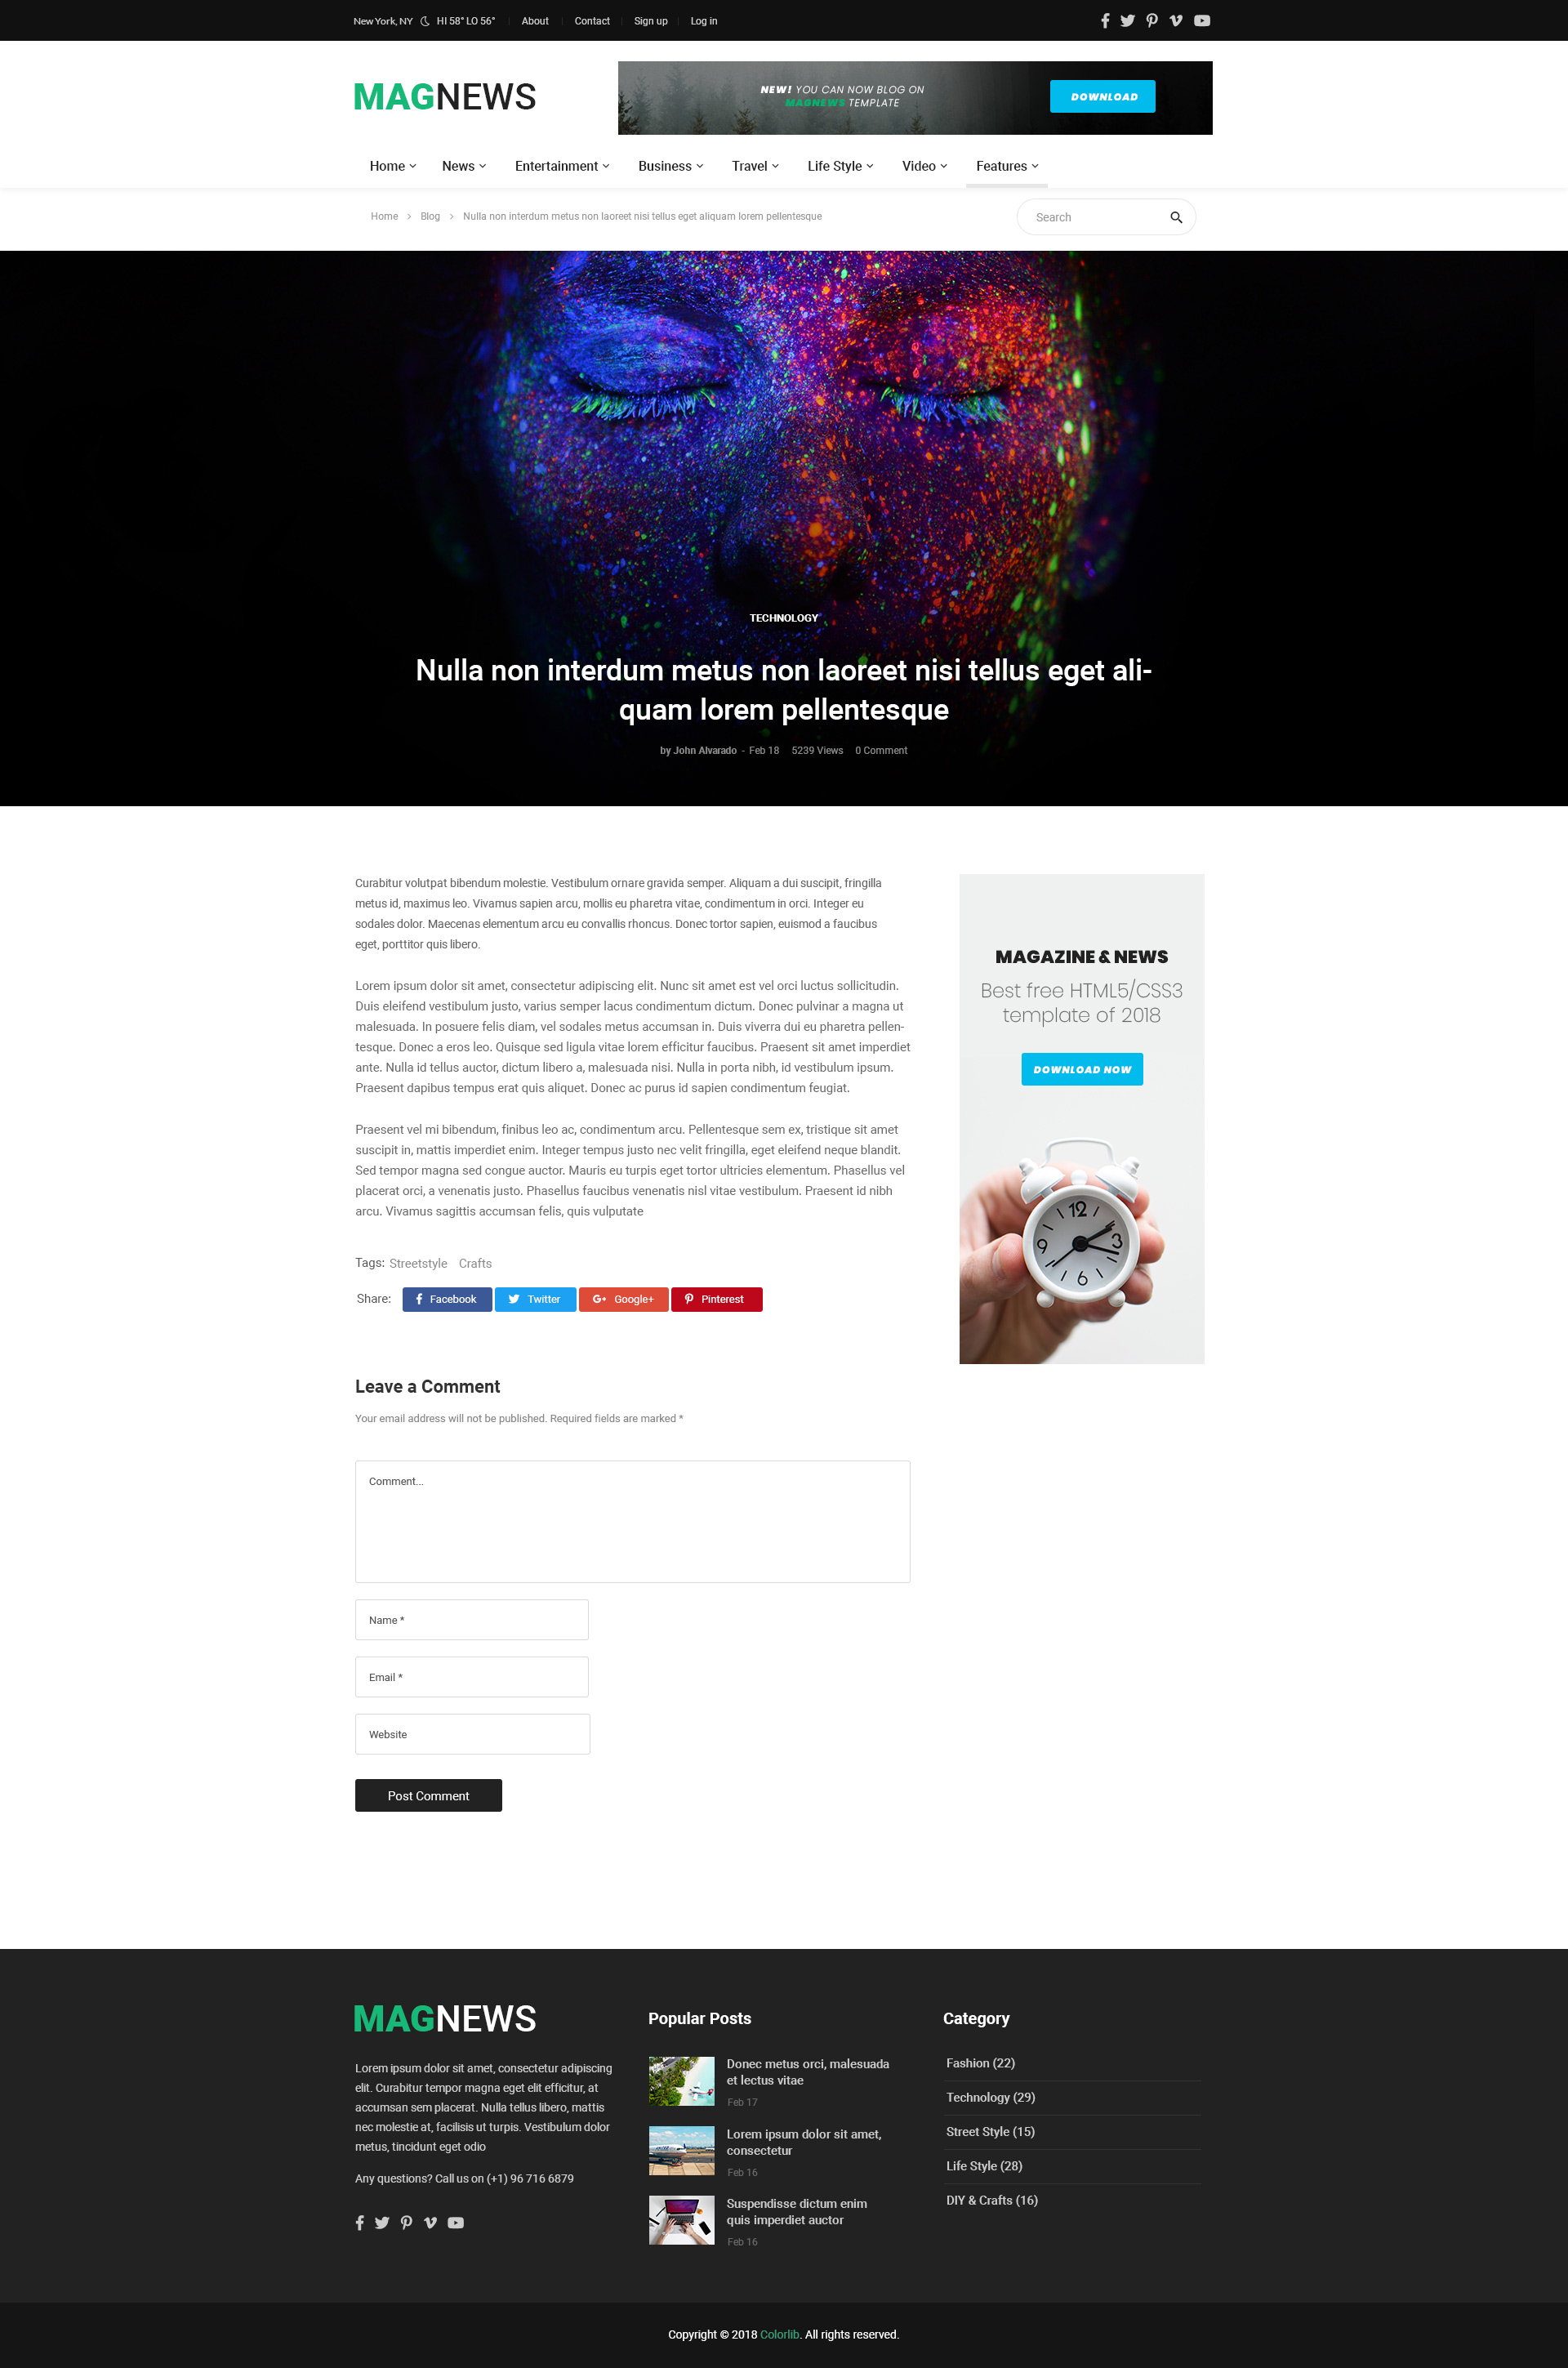 New York, NY HI 58° LO 56° About Contact Sign up Log in
MAGNEWS
NEW! YOU CAN NOW BLOG ON
MAGNEWS TEMPLATE
DOWNLOAD
Home News Entertainment Business Travel Life Style Video Features
Home > Blog > Nulla non interdum metus non laoreet nisi tellus eget aliquam lorem pellentesque
Search
TECHNOLOGY
Nulla non interdum metus non laoreet nisi tellus eget ali-
quam lorem pellentesque
by John Alvarado - Feb 18 5239 Views 0 Comment
Curabitur volutpat bibendum molestie. Vestibulum ornare gravida semper. Aliquam a dui suscipit, fringilla
metus id, maximus leo. Vivamus sapien arcu, mollis eu pharetra vitae, condimentum in orci. Integer eu
sodales dolor. Maecenas elementum arcu eu convallis rhoncus. Donec tortor sapien, euismod a faucibus
eget, porttitor quis libero.
Lorem ipsum dolor sit amet, consectetur adipiscing elit. Nunc sit amet est vel orci luctus sollicitudin.
Duis eleifend vestibulum justo, varius semper lacus condimentum dictum. Donec pulvinar a magna ut
malesuada. In posuere felis diam, vel sodales metus accumsan in. Duis viverra dui eu pharetra pellen-
tesque. Donec a eros leo. Quisque sed ligula vitae lorem efficitur faucibus. Praesent sit amet imperdiet
ante. Nulla id tellus auctor, dictum libero a, malesuada nisi. Nulla in porta nibh, id vestibulum ipsum.
Praesent dapibus tempus erat quis aliquet. Donec ac purus id sapien condimentum feugiat.
Praesent vel mi bibendum, finibus leo ac, condimentum arcu. Pellentesque sem ex, tristique sit amet
suscipit in, mattis imperdiet enim. Integer tempus justo nec velit fringilla, eget eleifend neque blandit.
Sed tempor magna sed congue auctor. Mauris eu turpis eget tortor ultricies elementum. Phasellus vel
placerat orci, a venenatis justo. Phasellus faucibus venenatis nisl vitae vestibulum. Praesent id nibh
arcu. Vivamus sagittis accumsan felis, quis vulputate
Tags: Streetstyle Crafts
Share: Facebook Twitter Google+ Pinterest
MAGAZINE & NEWS
Best free HTML5/CSS3
template of 2018
DOWNLOAD NOW
12
2
3
Leave a Comment
Your email address will not be published. Required fields are marked *
Comment...
Name *
Email *
Website
Post Comment
MAGNEWS
Lorem ipsum dolor sit amet, consectetur adipiscing
elit. Curabitur tempor magna eget elit efficitur, at
accumsan sem placerat. Nulla tellus libero, mattis
nec molestie at, facilisis ut turpis. Vestibulum dolor
metus, tincidunt eget odio
Any questions? Call us on (+1) 96 716 6879
Popular Posts
Donec metus orci, malesuada
et lectus vitae
Feb 17
Lorem ipsum dolor sit amet,
consectetur
Feb 16
Suspendisse dictum enim
quis imperdiet auctor
Feb 16
Category
Fashion (22)
Technology (29)
Street Style (15)
Life Style (28)
DIY & Crafts (16)
Copyright © 2018 Colorlib. All rights reserved.